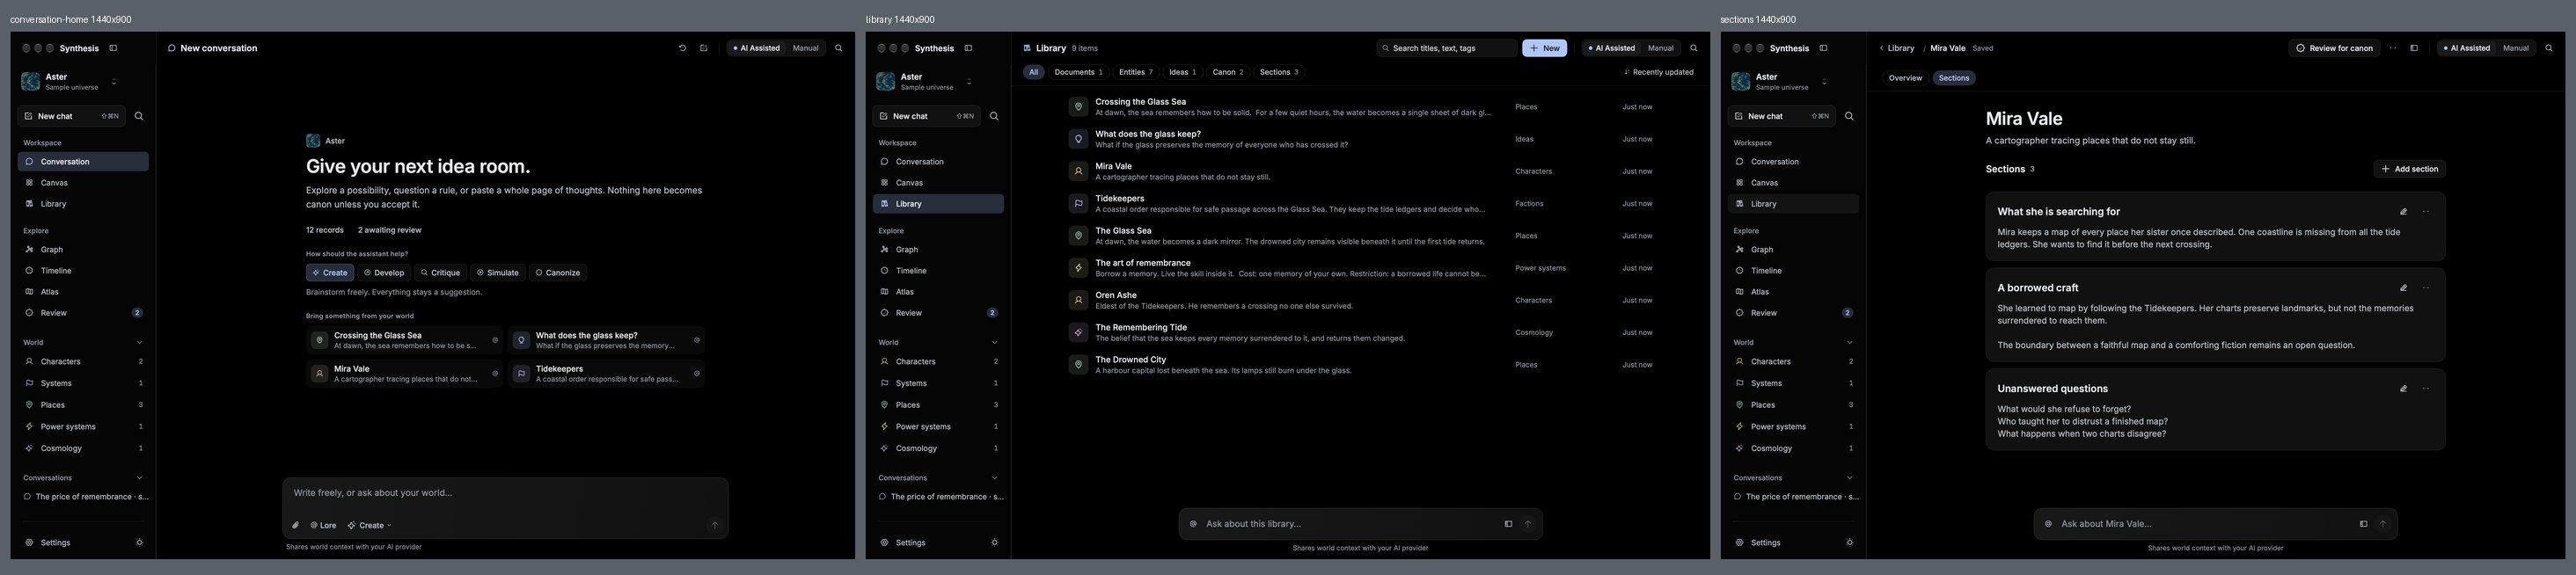 conversation-home 1440x900
Synthesis
New conversation
AI Assisted
Manual
Aster
Sample universe
New chat
⇧⌘N
Workspace
Conversation
Canvas
Library
Explore
Graph
Timeline
Atlas
Review 2
World
Characters 2
Systems 1
Places 3
Power systems 1
Cosmology 1
Conversations
The price of remembrance · s...
Settings
Aster
Give your next idea room.
Explore a possibility, question a rule, or paste a whole page of thoughts. Nothing here becomes
canon unless you accept it.
12 records 2 awaiting review
How should the assistant help?
Create Develop Critique Simulate Canonize
Brainstorm freely. Everything stays a suggestion.
Bring something from your world
Crossing the Glass Sea
At dawn, the sea remembers how to be s...
@
What does the glass keep?
What if the glass preserves the memory...
@
Mira Vale
A cartographer tracing places that do not...
@
Tidekeepers
A coastal order responsible for safe pass...
@
Write freely, or ask about your world...
@ Lore Create
Shares world context with your AI provider
library 1440x900
Synthesis
Library 9 items
Search titles, text, tags
New
AI Assisted
Manual
Aster
Sample universe
New chat
⇧⌘N
Workspace
Conversation
Canvas
Library
Explore
Graph
Timeline
Atlas
Review 2
World
Characters 2
Systems 1
Places 3
Power systems 1
Cosmology 1
Conversations
The price of remembrance · s...
Settings
All Documents 1 Entities 7 Ideas 1 Canon 2 Sections 3
Recently updated
Crossing the Glass Sea
At dawn, the sea remembers how to be solid. For a few quiet hours, the water becomes a single sheet of dark gl...
Places Just now
What does the glass keep?
What if the glass preserves the memory of everyone who has crossed it?
Ideas Just now
Mira Vale
A cartographer tracing places that do not stay still.
Characters Just now
Tidekeepers
A coastal order responsible for safe passage across the Glass Sea. They keep the tide ledgers and decide who...
Factions Just now
The Glass Sea
At dawn, the water becomes a dark mirror. The drowned city remains visible beneath it until the first tide returns.
Places Just now
The art of remembrance
Borrow a memory. Live the skill inside it. Cost: one memory of your own. Restriction: a borrowed life cannot be...
Power systems Just now
Oren Ashe
Eldest of the Tidekeepers. He remembers a crossing no one else survived.
Characters Just now
The Remembering Tide
The belief that the sea keeps every memory surrendered to it, and returns them changed.
Cosmology Just now
The Drowned City
A harbour capital lost beneath the sea. Its lamps still burn under the glass.
Places Just now
@ Ask about this library...
Shares world context with your AI provider
sections 1440x900
Synthesis
Library / Mira Vale Saved
Review for canon
AI Assisted
Manual
Aster
Sample universe
New chat
⇧⌘N
Workspace
Conversation
Canvas
Library
Explore
Graph
Timeline
Atlas
Review 2
World
Characters 2
Systems 1
Places 3
Power systems 1
Cosmology 1
Conversations
The price of remembrance · s...
Settings
Overview Sections
Mira Vale
A cartographer tracing places that do not stay still.
Sections 3
Add section
What she is searching for
Mira keeps a map of every place her sister once described. One coastline is missing from all the tide
ledgers. She wants to find it before the next crossing.
A borrowed craft
She learned to map by following the Tidekeepers. Her charts preserve landmarks, but not the memories
surrendered to reach them.
The boundary between a faithful map and a comforting fiction remains an open question.
Unanswered questions
What would she refuse to forget?
Who taught her to distrust a finished map?
What happens when two charts disagree?
@ Ask about Mira Vale...
Shares world context with your AI provider